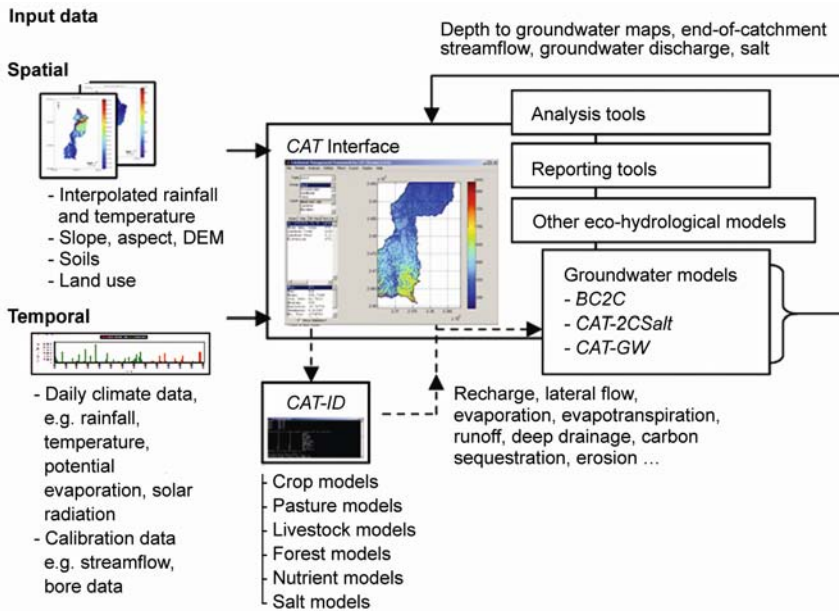 Input data
Spatial
- Interpolated rainfall
and temperature
- Slope, aspect, DEM
- Soils
- Land use
Temporal
- Daily climate data,
e.g. rainfall,
temperature,
potential
evaporation, solar
radiation
- Calibration data
e.g. streamflow,
bore data
Depth to groundwater maps, end-of-catchment
streamflow, groundwater discharge, salt
CAT Interface
Analysis tools
Reporting tools
Other eco-hydrological models
Groundwater models
- BC2C
- CAT-2CSalt
- CAT-GW
CAT-ID
- Crop models
- Pasture models
- Livestock models
- Forest models
- Nutrient models
- Salt models
Recharge, lateral flow,
evaporation, evapotranspiration,
runoff, deep drainage, carbon
sequestration, erosion ...